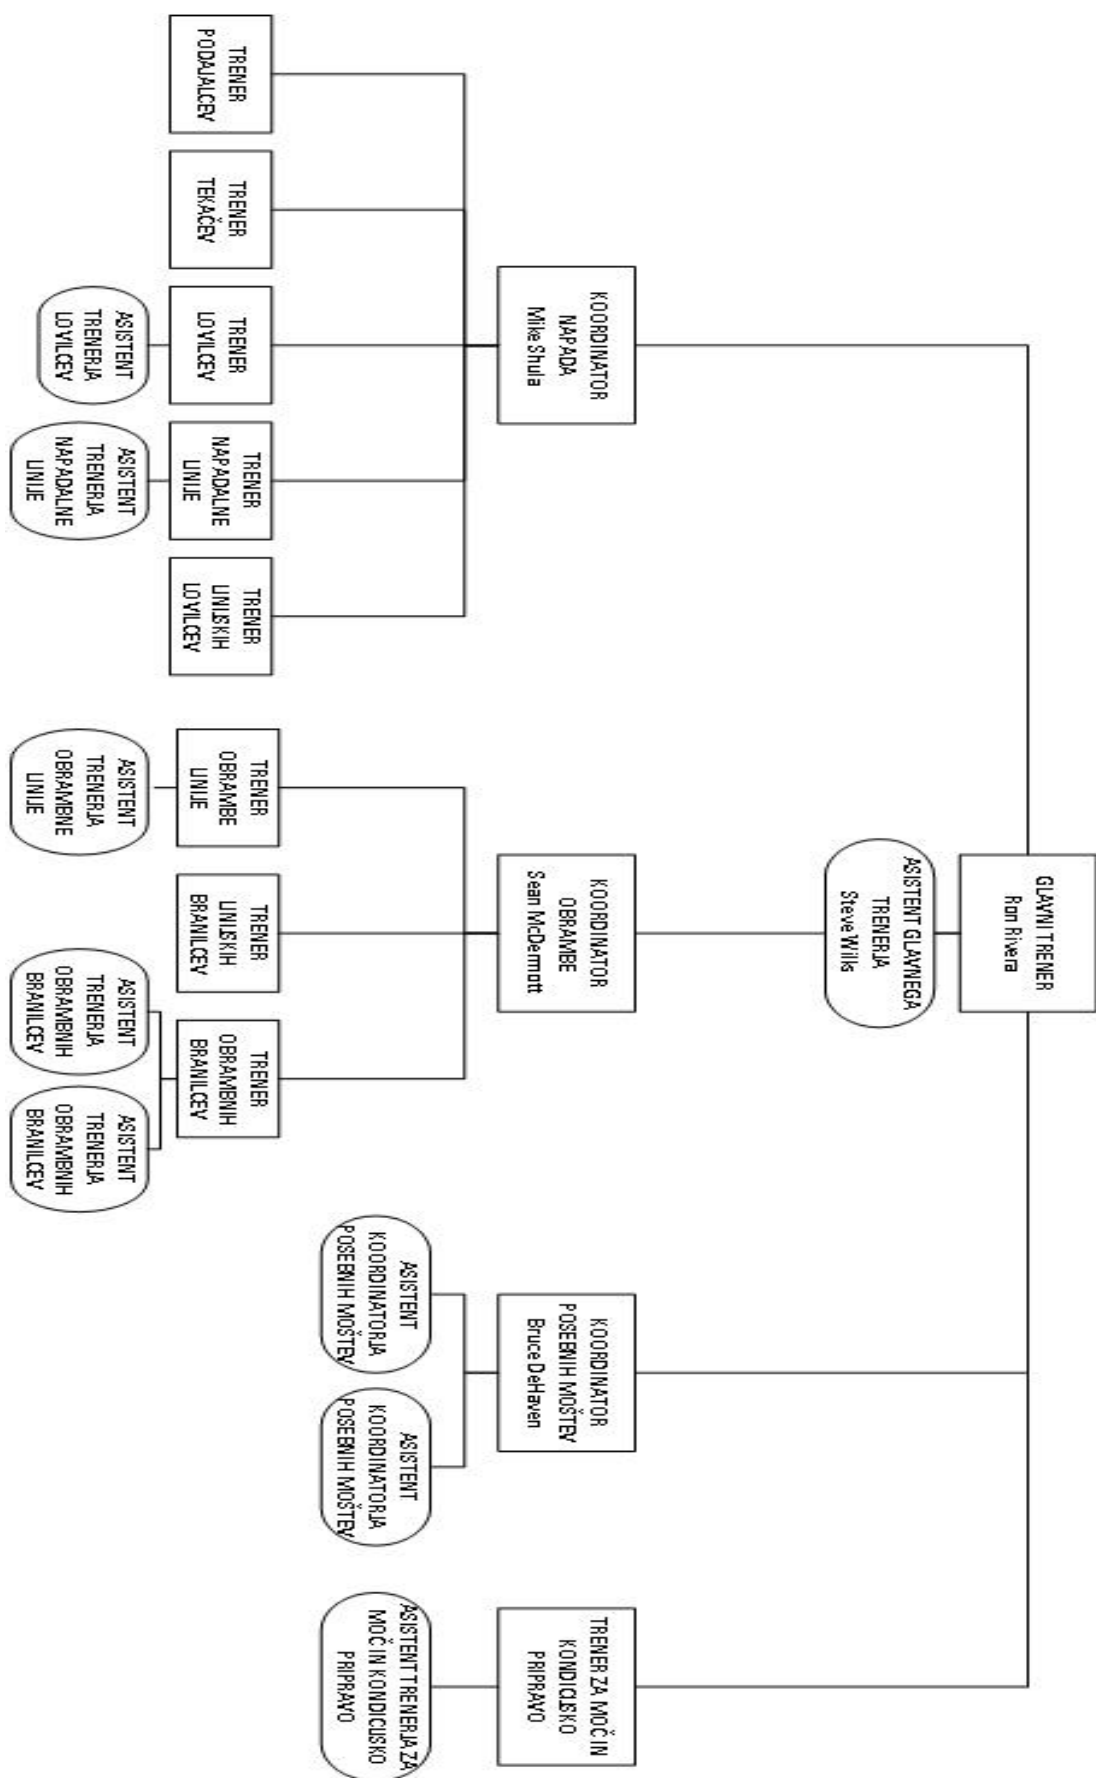 GLAVNI TRENER
Ron Rivera
ASISTENT GLAVNEGA
TRENERJA
Steve Wilks
KOORDINATOR
NAPADA
Mike Shula
KOORDINATOR
OBRAMBE
Sean McDermott
KOORDINATOR
POSEBNIH MOŠTEV
Bruce DeHaven
TRENER ZA MOČ IN
KONDICIJSKO
PRIPRAVO
TRENER
PODAJALCEV
TRENER
TEKAČEV
TRENER
LOVILCEV
TRENER
NAPADALNE
LINIJE
TRENER
LINIJSKIH
LOVILCEV
TRENER
OBRAMBE
LINIJE
TRENER
LINIJSKIH
BRANILCEV
TRENER
OBRAMBNIH
BRANILCEV
ASISTENT
KOORDINATORJA
POSEBNIH MOŠTEV
ASISTENT
KOORDINATORJA
POSEBNIH MOŠTEV
ASISTENT TRENERJA ZA
MOČ IN KONDICIJSKO
PRIPRAVO
ASISTENT
TRENERJA
LOVILCEV
ASISTENT
TRENERJA
NAPADALNE
LINIJE
ASISTENT
TRENERJA
OBRAMBNE
LINIJE
ASISTENT
TRENERJA
OBRAMBNIH
BRANILCEV
ASISTENT
TRENERJA
OBRAMBNIH
BRANILCEV